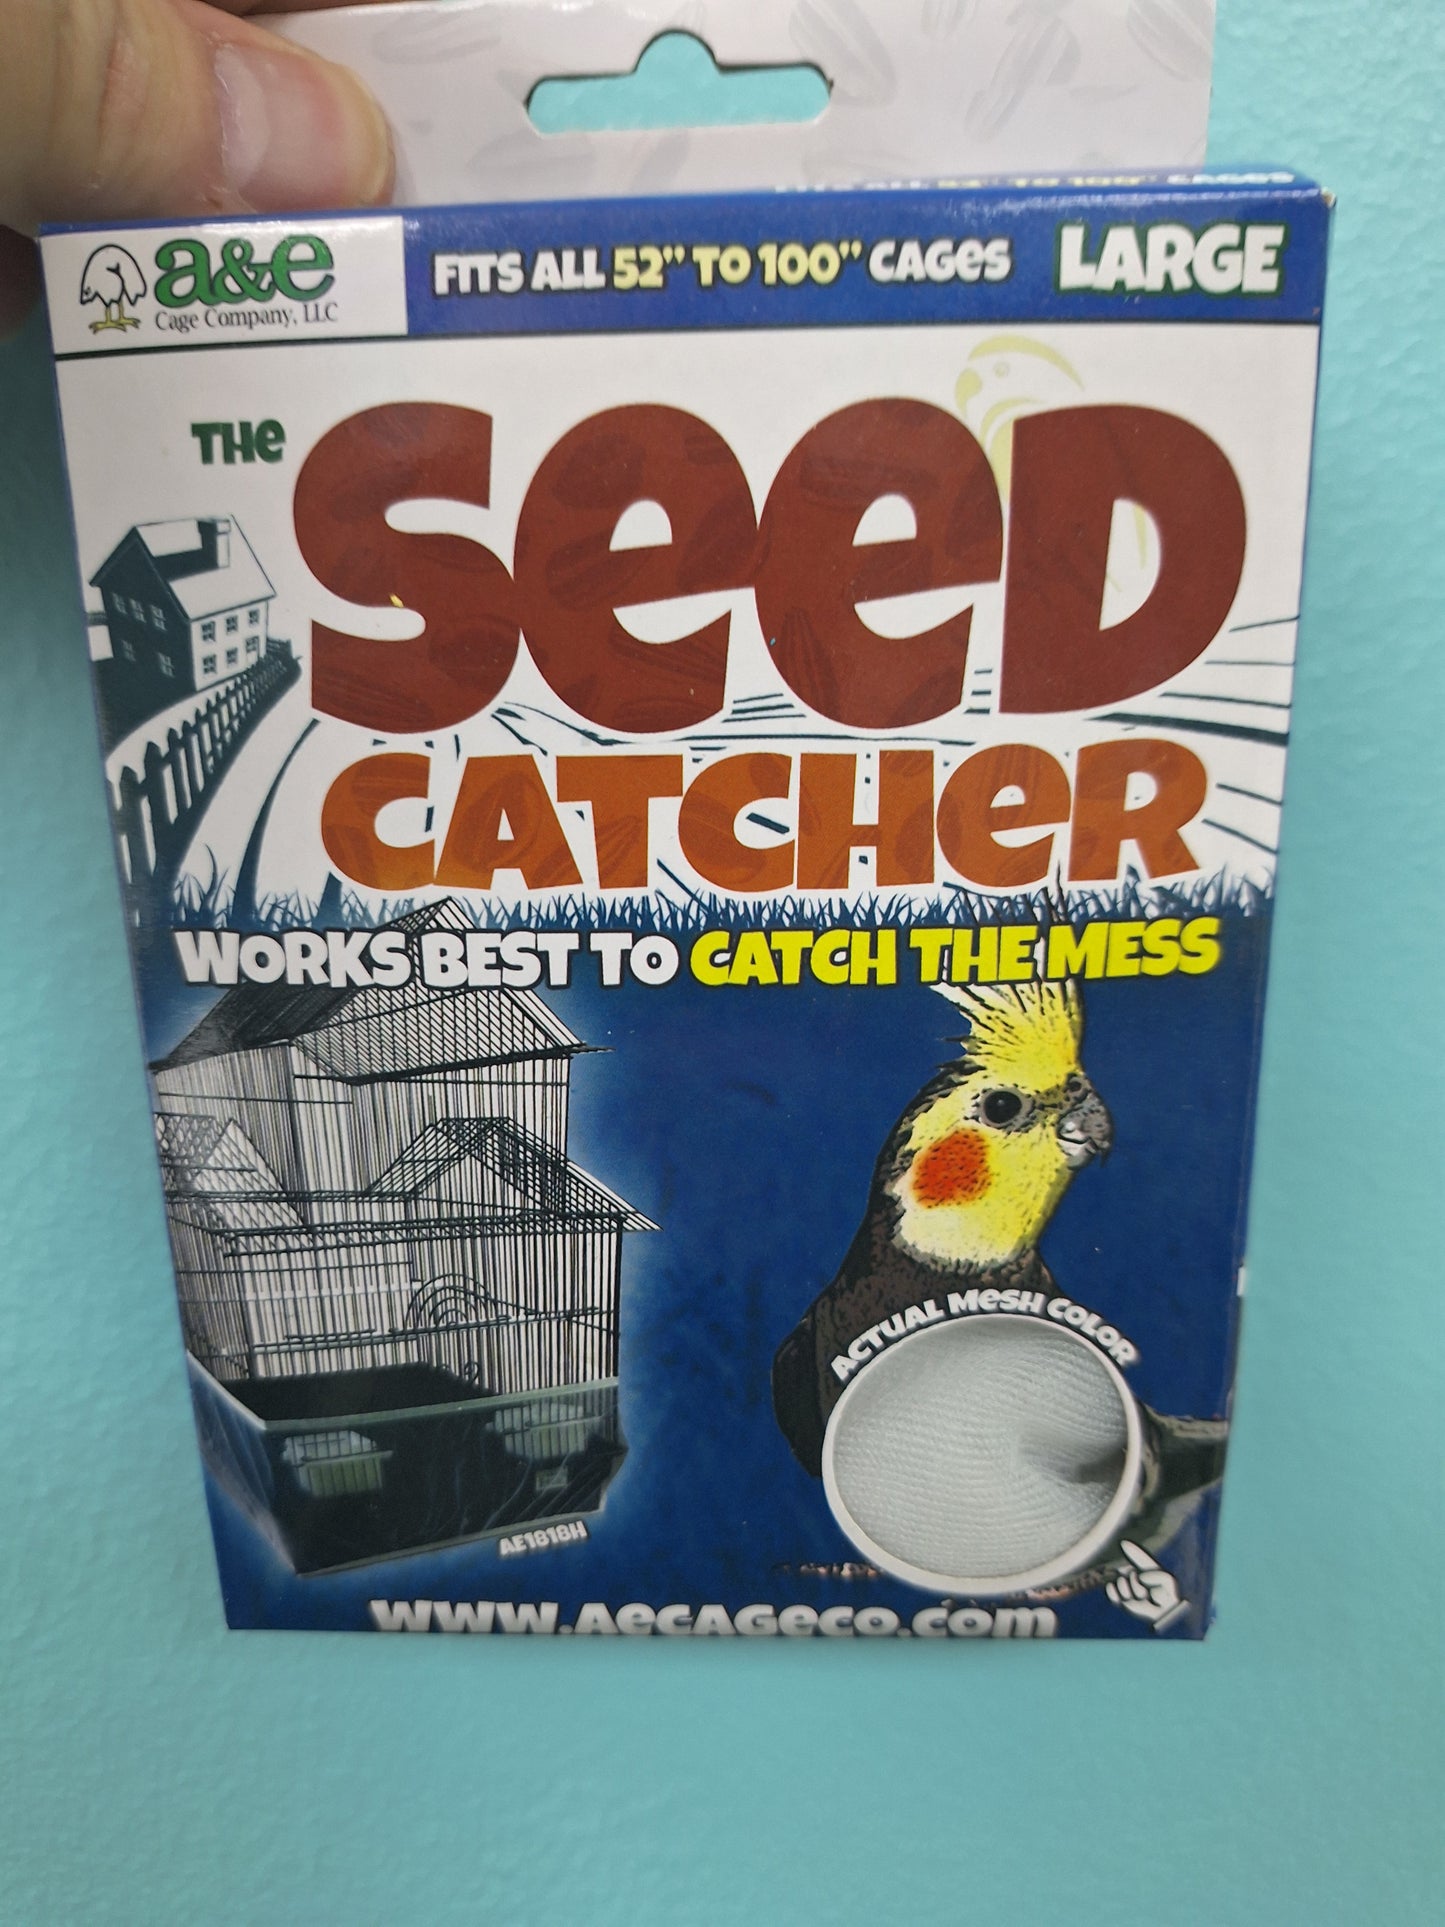 a&e
Cage Company, LLC
FITS ALL 52" TO 100" CAGES
LARGE
THE
SEED
CATCHER
WORKS BEST TO CATCH THE MESS
ACTUAL MESH COLOR
AE1818H
WWW.AECAGECO.COM